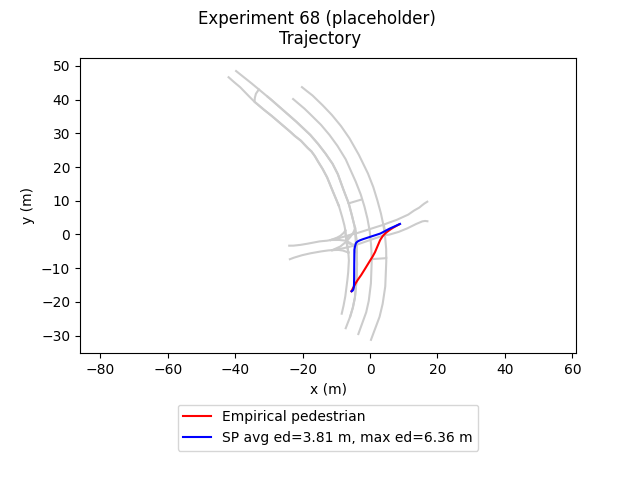 Experiment 68 (placeholder)
Trajectory
50
40
30
20
10
0
−10
−20
−30
y (m)
−80 −60 −40 −20 0 20 40 60
x (m)
Empirical pedestrian
SP avg ed=3.81 m, max ed=6.36 m